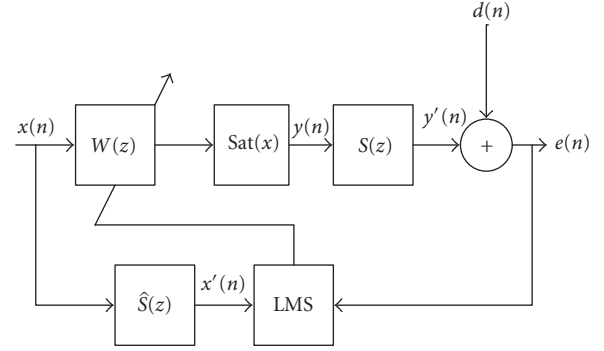 d(n)
x(n)
W(z)
Sat(x)
y(n)
S(z)
y′(n)
+
e(n)
Ŝ(z)
x′(n)
LMS